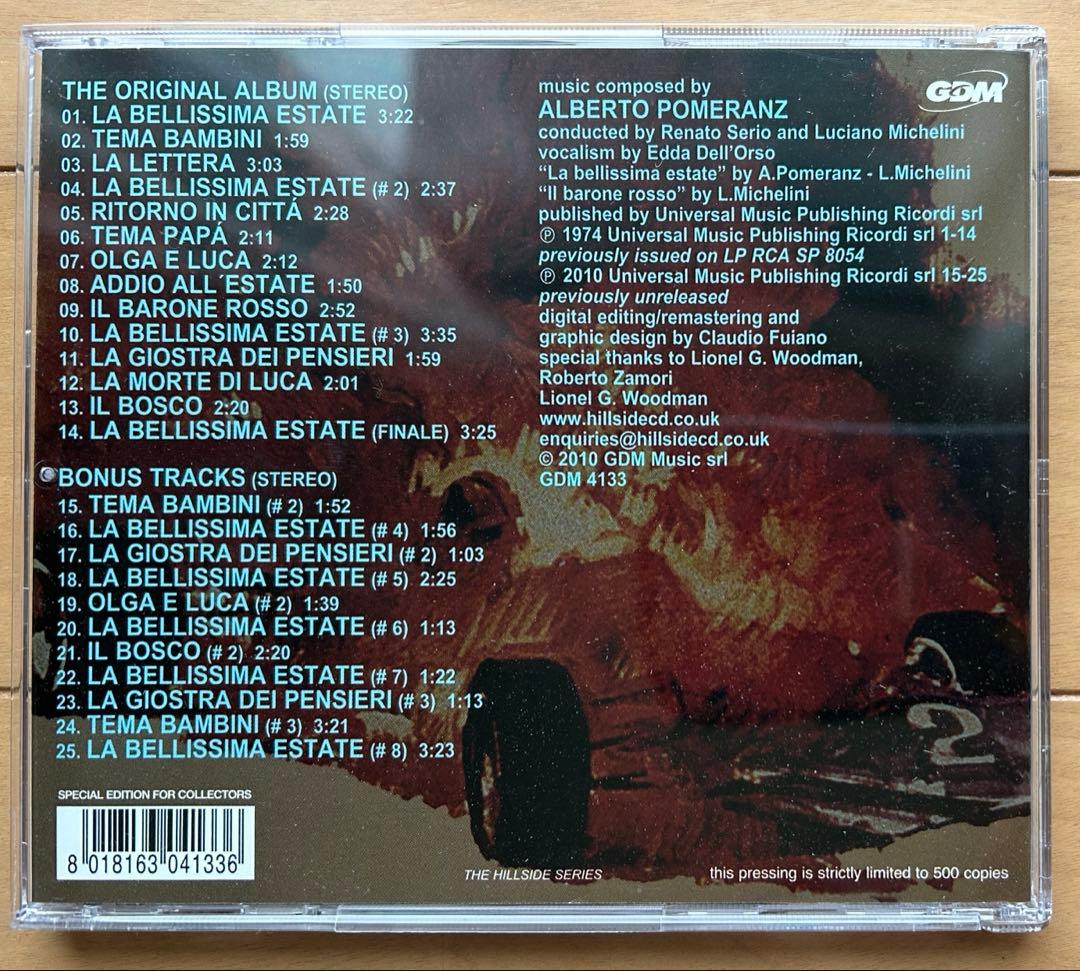 THE ORIGINAL ALBUM (STEREO)
01. LA BELLISSIMA ESTATE 3:22
02. TEMA BAMBINI 1:59
03. LA LETTERA 3:03
04. LA BELLISSIMA ESTATE (# 2) 2:37
05. RITORNO IN CITTÁ 2:28
06. TEMA PAPÁ 2:11
07. OLGA E LUCA 2:12
08. ADDIO ALL´ESTATE 1:50
09. IL BARONE ROSSO 2:52
10. LA BELLISSIMA ESTATE (# 3) 3:35
11. LA GIOSTRA DEI PENSIERI 1:59
12. LA MORTE DI LUCA 2:01
13. IL BOSCO 2:20
14. LA BELLISSIMA ESTATE (FINALE) 3:25
BONUS TRACKS (STEREO)
15. TEMA BAMBINI (# 2) 1:52
16. LA BELLISSIMA ESTATE (# 4) 1:56
17. LA GIOSTRA DEI PENSIERI (# 2) 1:03
18. LA BELLISSIMA ESTATE (# 5) 2:25
19. OLGA E LUCA (# 2) 1:39
20. LA BELLISSIMA ESTATE (# 6) 1:13
21. IL BOSCO (# 2) 2:20
22. LA BELLISSIMA ESTATE (# 7) 1:22
23. LA GIOSTRA DEI PENSIERI (# 3) 1:13
24. TEMA BAMBINI (# 3) 3:21
25. LA BELLISSIMA ESTATE (# 8) 3:23
SPECIAL EDITION FOR COLLECTORS
8 018163 041336
GDM
music composed by
ALBERTO POMERANZ
conducted by Renato Serio and Luciano Michelini
vocalism by Edda Dell'Orso
“La bellissima estate” by A.Pomeranz - L.Michelini
“Il barone rosso” by L.Michelini
published by Universal Music Publishing Ricordi srl
℗ 1974 Universal Music Publishing Ricordi srl 1-14
previously issued on LP RCA SP 8054
℗ 2010 Universal Music Publishing Ricordi srl 15-25
previously unreleased
digital editing/remastering and
graphic design by Claudio Fuiano
special thanks to Lionel G. Woodman,
Roberto Zamori
Lionel G. Woodman
www.hillsidecd.co.uk
enquiries@hillsidecd.co.uk
© 2010 GDM Music srl
GDM 4133
2
THE HILLSIDE SERIES
this pressing is strictly limited to 500 copies